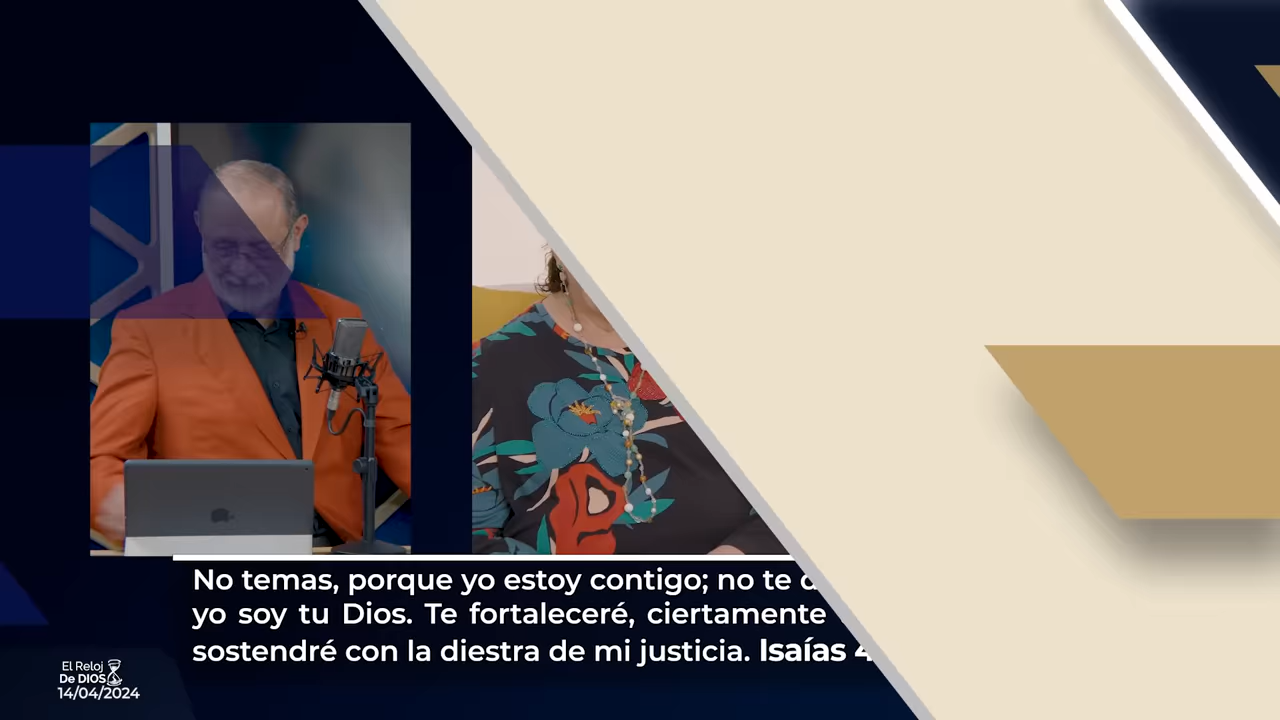 No temas, porque yo estoy contigo; no te
yo soy tu Dios. Te fortaleceré, ciertamente
sostendré con la diestra de mi justicia. Isaías 4
El Reloj
De DIOS
14/04/2024